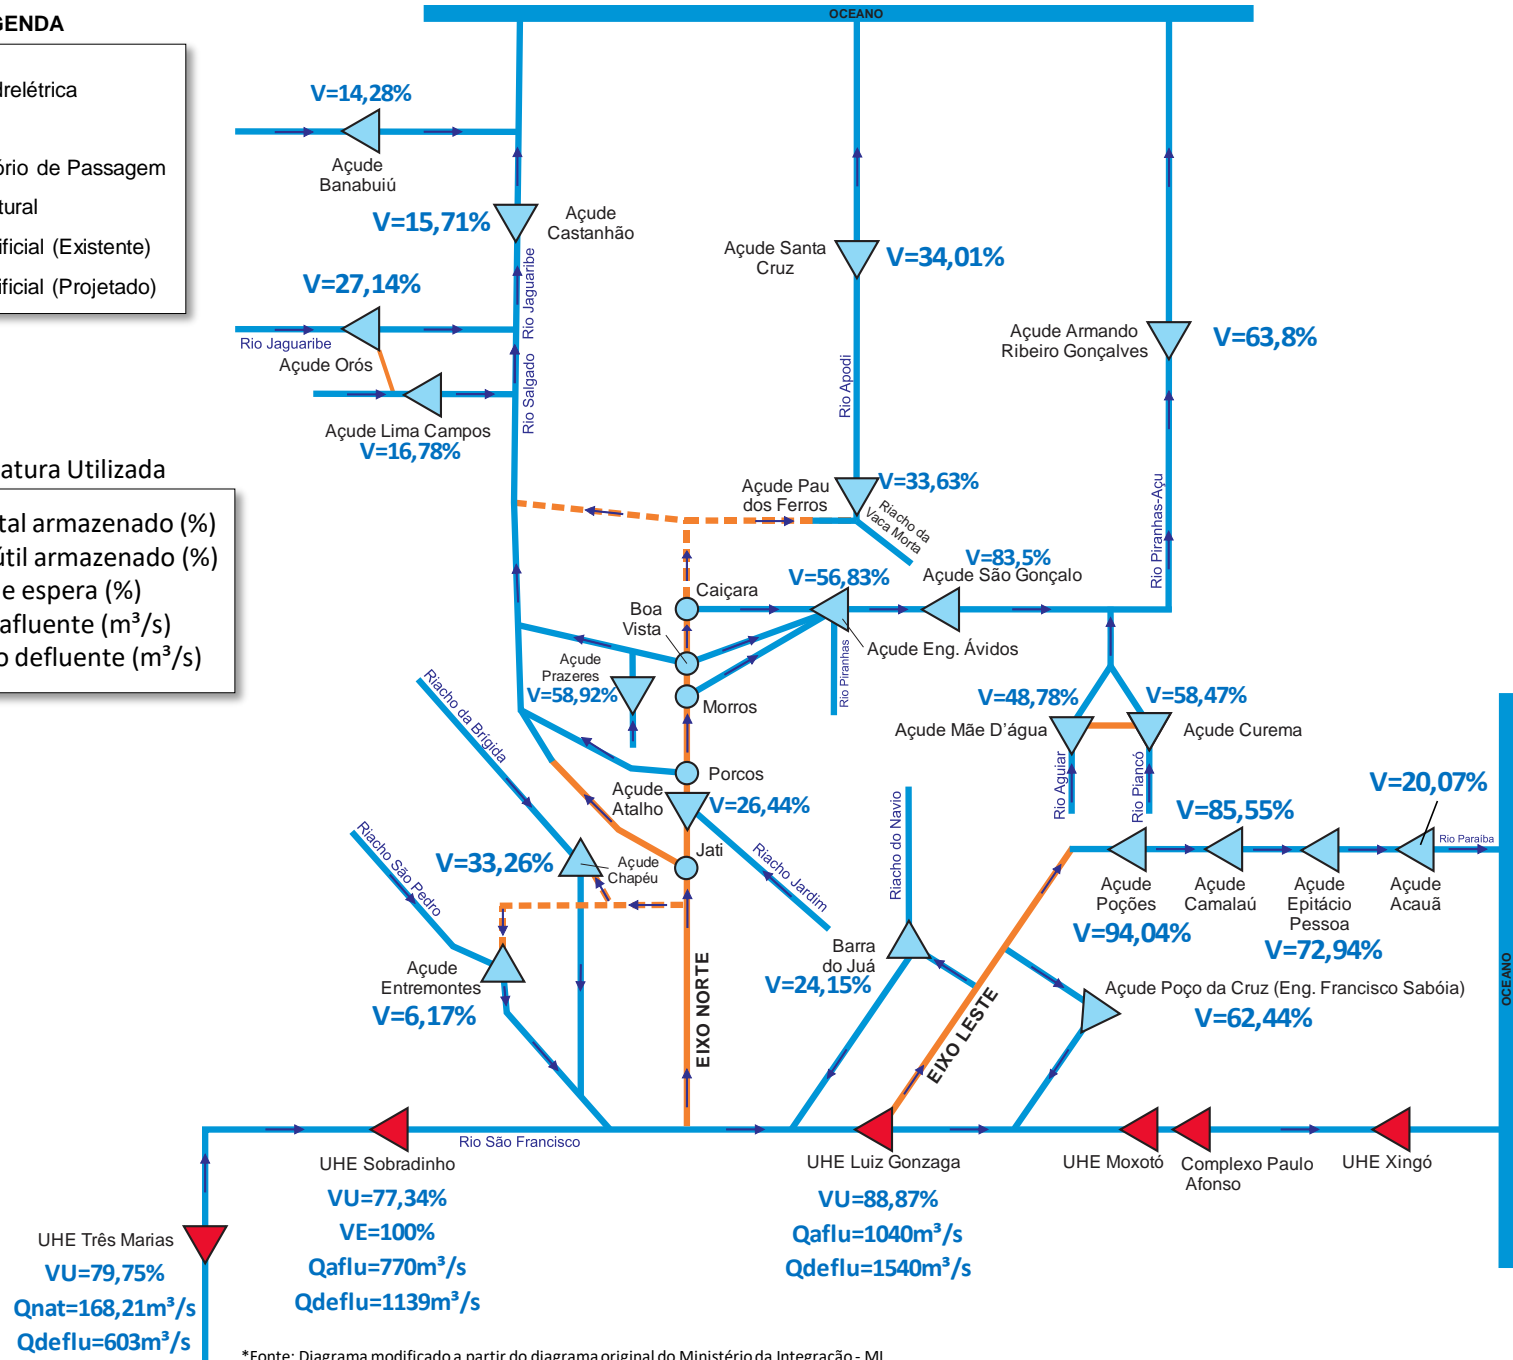 OCEANO
GENDA
drelétrica
ório de Passagem
tural
ificial (Existente)
ificial (Projetado)
V=14,28%
Açude
Banabuiú
V=15,71%
Açude
Castanhão
Rio Jaguaribe
V=27,14%
Rio Jaguaribe
Açude Orós
Açude Lima Campos
V=16,78%
Rio Salgado
Açude Santa
Cruz
V=34,01%
Rio Apodi
Açude Armando
Ribeiro Gonçalves
V=63,8%
Rio Piranhas-Açu
atura Utilizada
tal armazenado (%)
útil armazenado (%)
e espera (%)
afluente (m³/s)
o defluente (m³/s)
Açude Pau
dos Ferros
V=33,63%
Riacho da
Vaca Morta
V=83,5%
Açude São Gonçalo
V=56,83%
Caiçara
Boa
Vista
Açude Eng. Ávidos
Rio Piranhas
Açude
Prazeres
V=58,92%
Morros
Riacho da Brígida
V=48,78%
V=58,47%
Açude Mãe D'água
Açude Curema
Rio Aguiar
Rio Piancó
Porcos
Açude
Atalho
V=26,44%
Riacho do Navio
V=20,07%
V=85,55%
Rio Paraíba
Riacho São Pedro
V=33,26%
Açude
Chapéu
Jati
Riacho Jardim
Açude
Poções
Açude
Camalaú
Açude
Epitácio
Pessoa
Açude
Acauã
V=94,04%
V=72,94%
Açude
Entremontes
V=6,17%
EIXO NORTE
Barra
do Juá
V=24,15%
EIXO LESTE
Açude Poço da Cruz (Eng. Francisco Sabóia)
V=62,44%
OCEANO
Rio São Francisco
UHE Sobradinho
VU=77,34%
VE=100%
Qaflu=770m³/s
Qdeflu=1139m³/s
UHE Luiz Gonzaga
VU=88,87%
Qaflu=1040m³/s
Qdeflu=1540m³/s
UHE Moxotó
Complexo Paulo
Afonso
UHE Xingó
UHE Três Marias
VU=79,75%
Qnat=168,21m³/s
Qdeflu=603m³/s
*Fonte: Diagrama modificado a partir do diagrama original do Ministério da Integração - MI